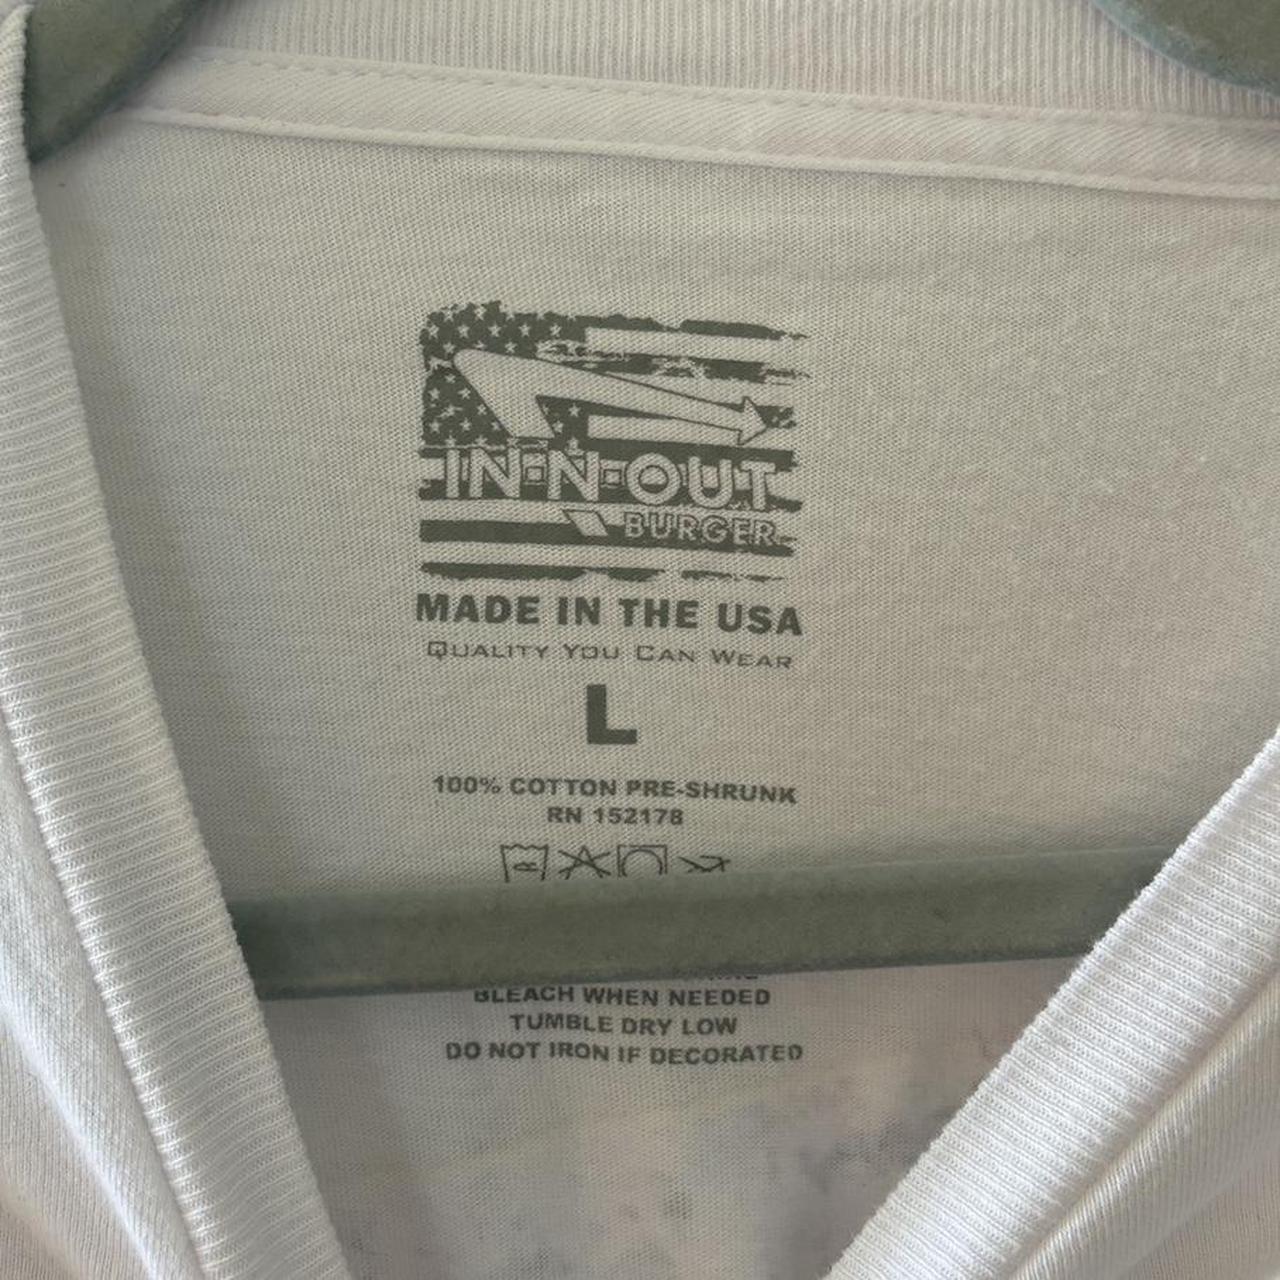 IN-N-OUT
BURGER
MADE IN THE USA
QUALITY YOU CAN WEAR
L
100% COTTON PRE-SHRUNK
RN 152178
BLEACH WHEN NEEDED
TUMBLE DRY LOW
DO NOT IRON IF DECORATED